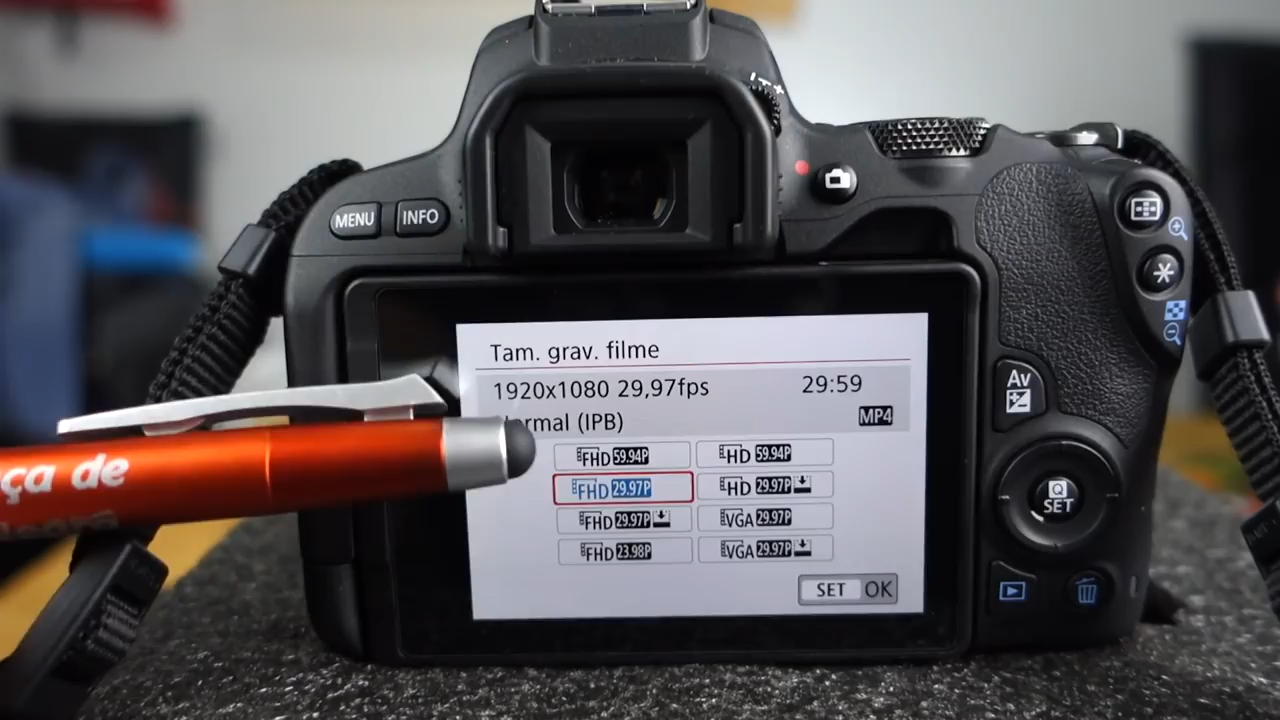 MENU
INFO
Tam. grav. filme
1920x1080 29,97fps 29:59
(IPB) MP4
FHD 59.94P HD 59.94P
FHD 29.97P HD 29.97P
FHD 29.97P VGA 29.97P
FHD 23.98P VGA 29.97P
SET OK
Av
Q
SET
ça de